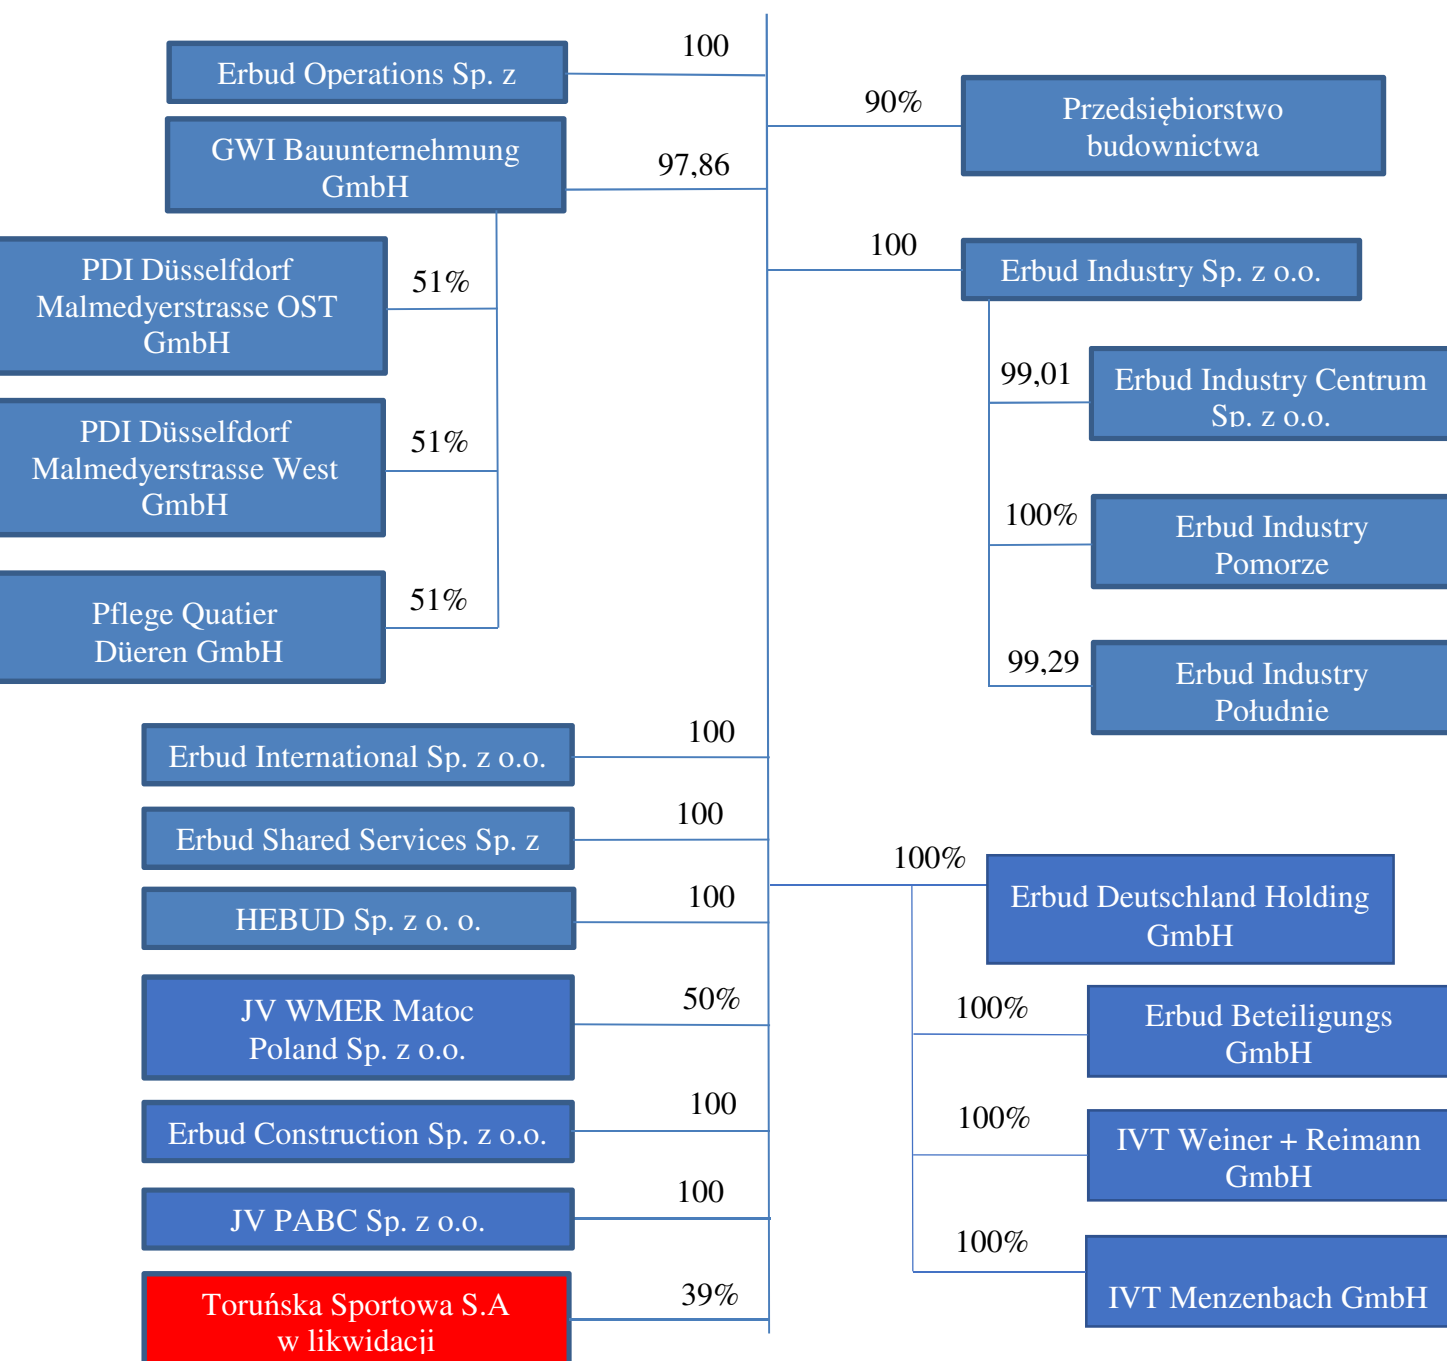 100
Erbud Operations Sp. z
90%
Przedsiębiorstwo
budownictwa
GWI Bauunternehmung
GmbH
97,86
100
Erbud Industry Sp. z o.o.
PDI Düsselfdorf
Malmedyerstrasse OST
GmbH
51%
99,01
Erbud Industry Centrum
Sp. z o.o.
PDI Düsselfdorf
Malmedyerstrasse West
GmbH
51%
100%
Erbud Industry
Pomorze
Pflege Quatier
Düeren GmbH
51%
99,29
Erbud Industry
Południe
100
Erbud International Sp. z o.o.
100
Erbud Shared Services Sp. z
100%
Erbud Deutschland Holding
GmbH
100
HEBUD Sp. z o. o.
50%
JV WMER Matoc
Poland Sp. z o.o.
100%
Erbud Beteiligungs
GmbH
100
Erbud Construction Sp. z o.o.
100%
IVT Weiner + Reimann
GmbH
100
JV PABC Sp. z o.o.
100%
IVT Menzenbach GmbH
39%
Toruńska Sportowa S.A
w likwidacji